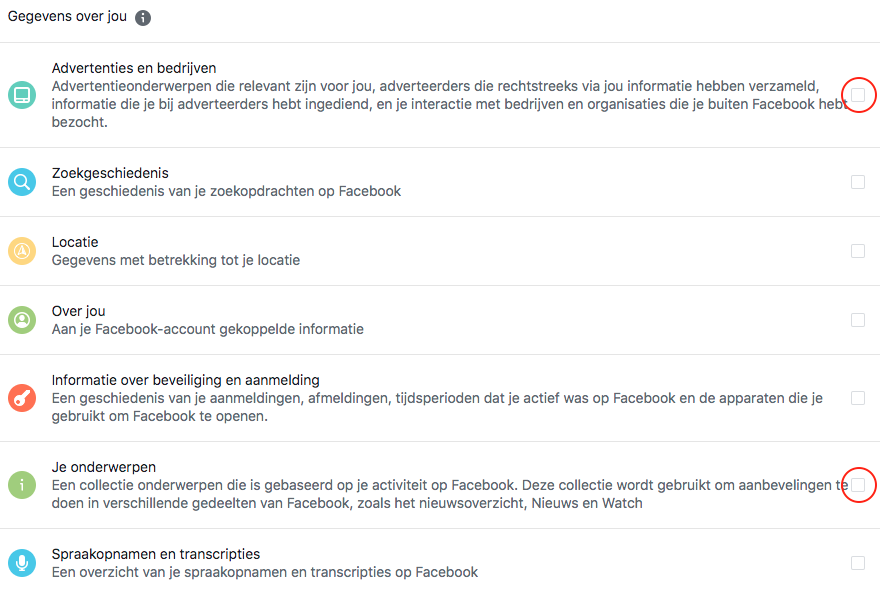 Gegevens over jou
Advertenties en bedrijven
Advertentieonderwerpen die relevant zijn voor jou, adverteerders die rechtstreeks via jou informatie hebben verzameld,
informatie die je bij adverteerders hebt ingediend, en je interactie met bedrijven en organisaties die je buiten Facebook hebt
bezocht.
Zoekgeschiedenis
Een geschiedenis van je zoekopdrachten op Facebook
Locatie
Gegevens met betrekking tot je locatie
Over jou
Aan je Facebook-account gekoppelde informatie
Informatie over beveiliging en aanmelding
Een geschiedenis van je aanmeldingen, afmeldingen, tijdsperioden dat je actief was op Facebook en de apparaten die je
gebruikt om Facebook te openen.
Je onderwerpen
Een collectie onderwerpen die is gebaseerd op je activiteit op Facebook. Deze collectie wordt gebruikt om aanbevelingen te
doen in verschillende gedeelten van Facebook, zoals het nieuwsoverzicht, Nieuws en Watch
Spraakopnamen en transcripties
Een overzicht van je spraakopnamen en transcripties op Facebook